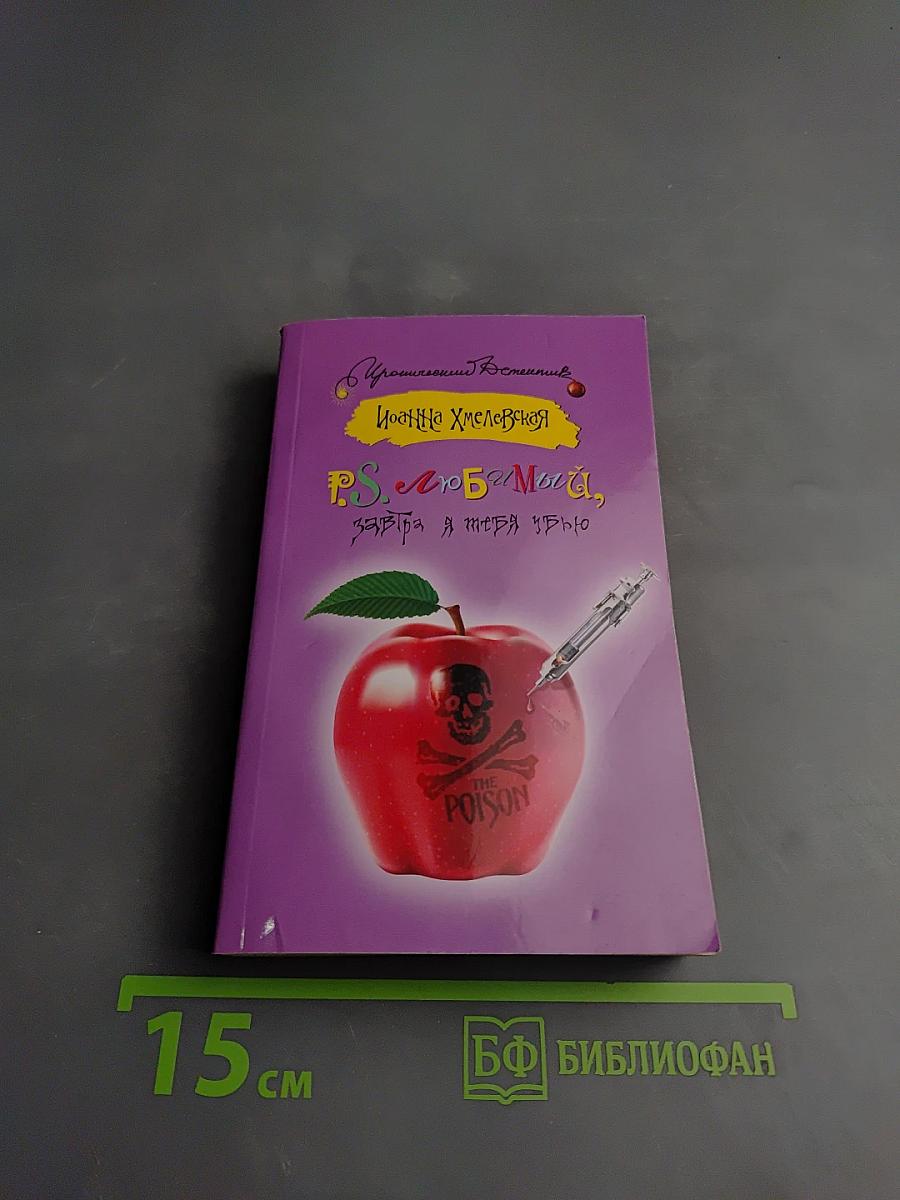 Иронический Детектив
Иоанна Хмелевская
P.S. Любимый,
завтра я тебя убью
THE
POISON
15 см
БФ БИБЛИОФАН